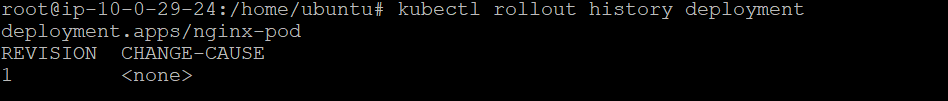 root@ip-10-0-29-24:/home/ubuntu# kubectl rollout history deployment
deployment.apps/nginx-pod
REVISION  CHANGE-CAUSE
1         <none>